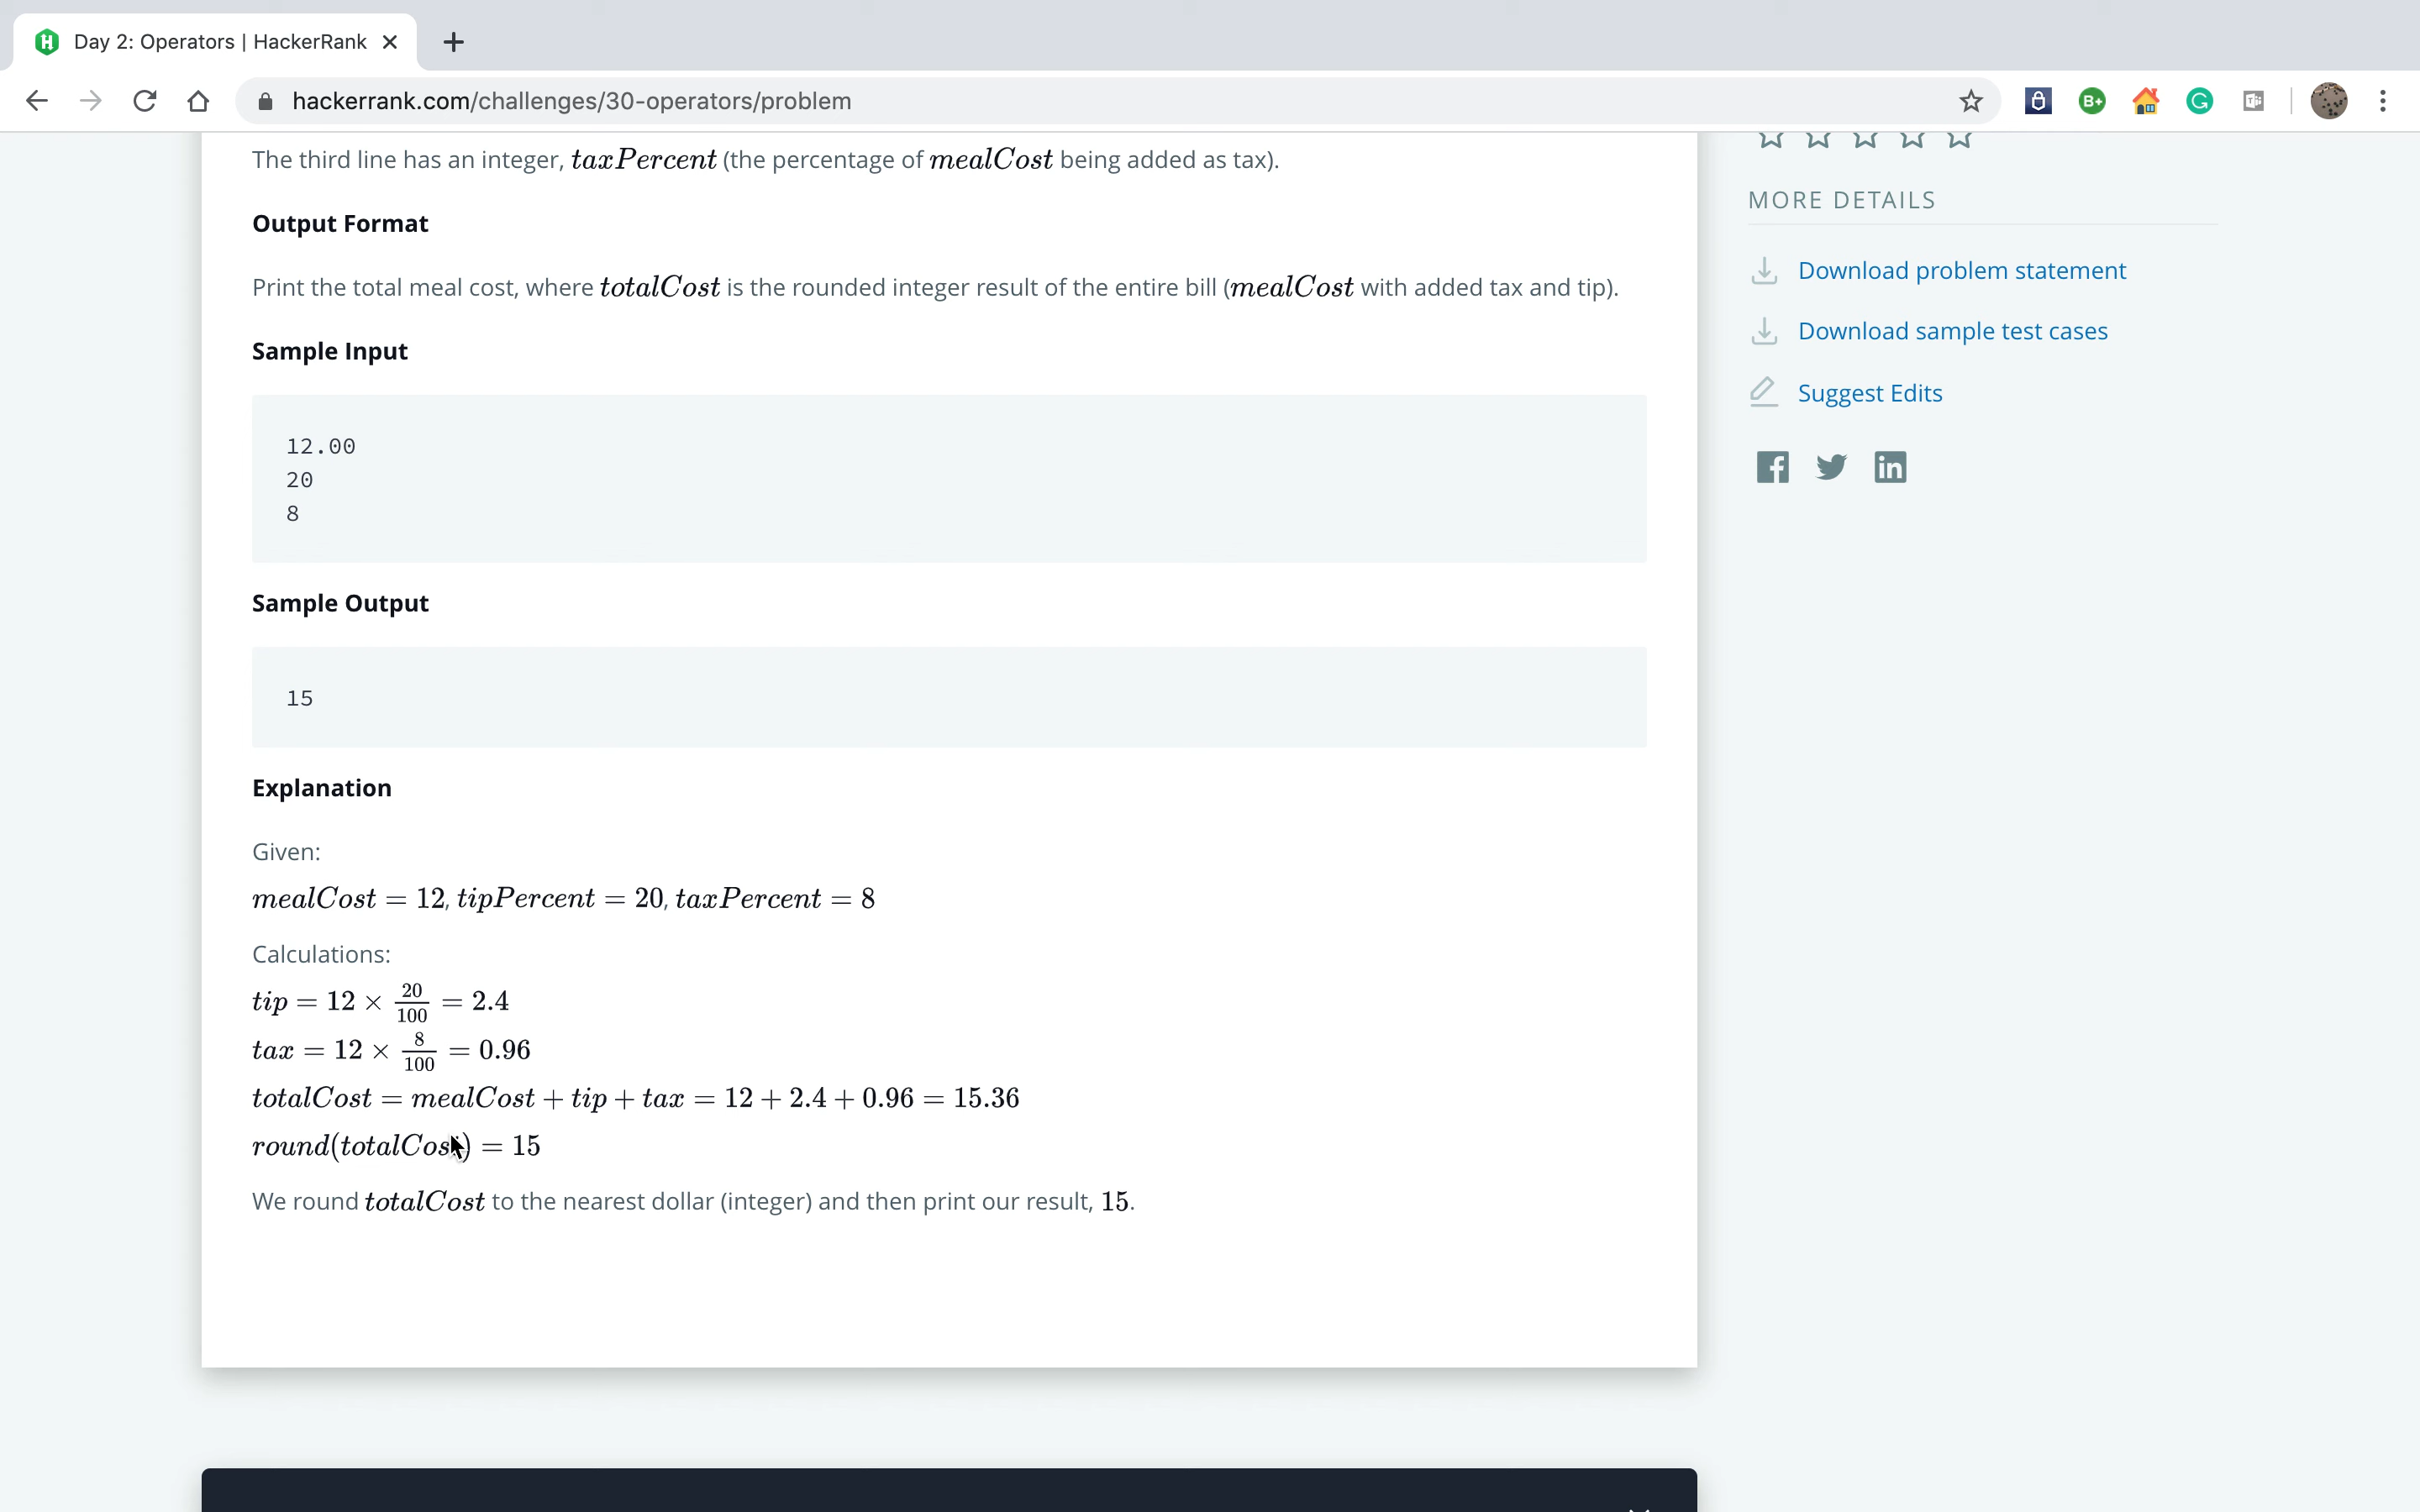 Day 2: Operators | HackerRank
hackerrank.com/challenges/30-operators/problem
The third line has an integer, taxPercent (the percentage of mealCost being added as tax).
Output Format
Print the total meal cost, where totalCost is the rounded integer result of the entire bill (mealCost with added tax and tip).
Sample Input
12.00
20
8
Sample Output
15
Explanation
Given:
mealCost = 12, tipPercent = 20, taxPercent = 8
Calculations:
tip = 12 × 20/100 = 2.4
tax = 12 × 8/100 = 0.96
totalCost = mealCost + tip + tax = 12 + 2.4 + 0.96 = 15.36
round(totalCost) = 15
We round totalCost to the nearest dollar (integer) and then print our result, 15.
MORE DETAILS
Download problem statement
Download sample test cases
Suggest Edits